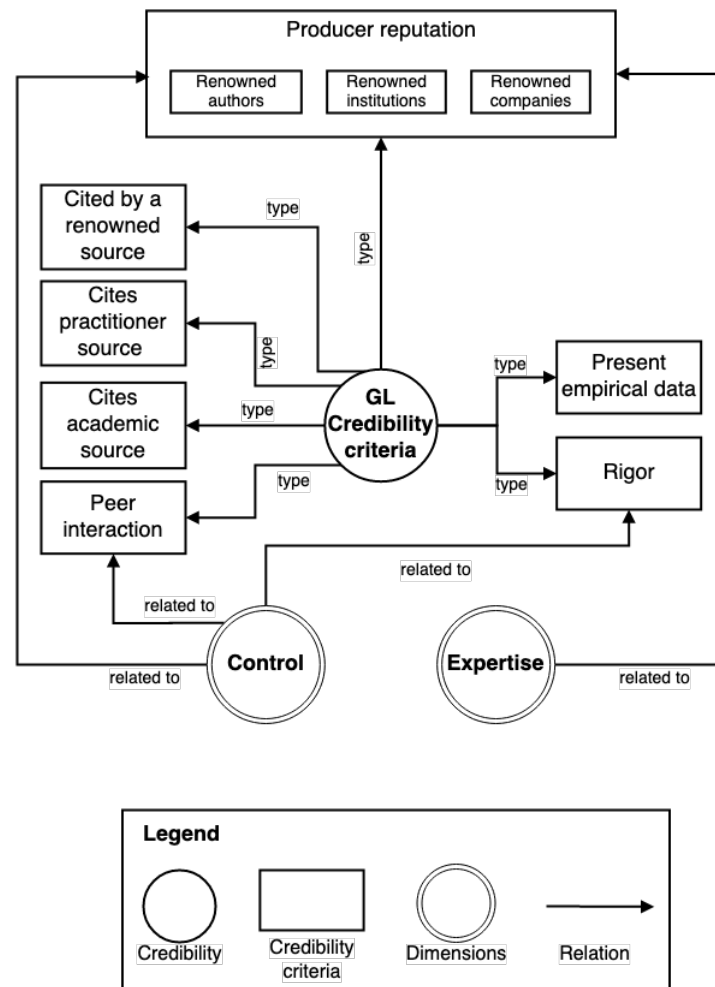 Producer reputation
Renowned
authors
Renowned
institutions
Renowned
companies
Cited by a
renowned
source
type
type
Cites
practitioner
source
type
GL
Credibility
criteria
type
Present
empirical data
Cites
academic
source
type
type
Rigor
Peer
interaction
type
related to
related to
Control
Expertise
related to
related to
Legend
Credibility
Credibility
criteria
Dimensions
Relation